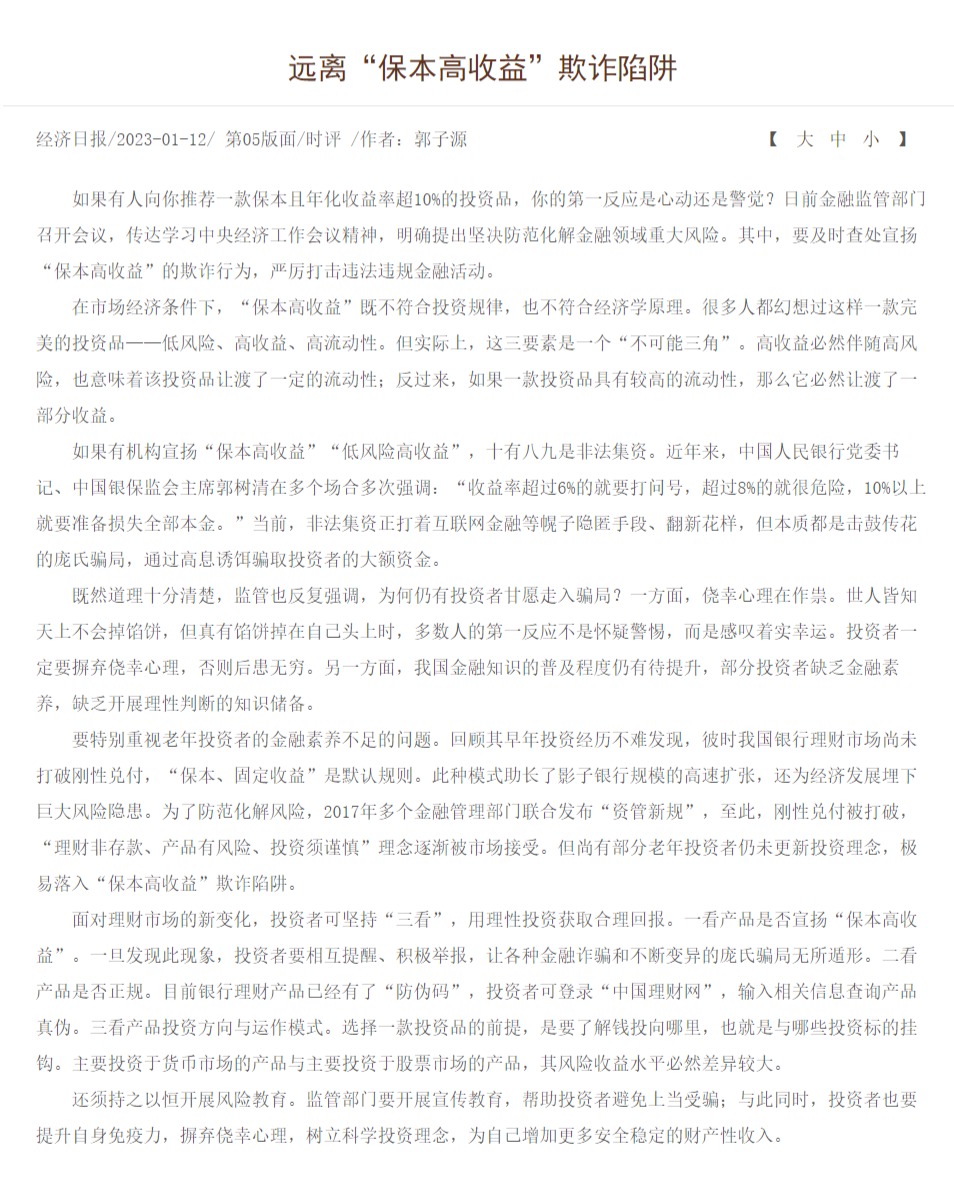 远离“保本高收益”欺诈陷阱
经济日报/2023-01-12/ 第05版面/时评 /作者：郭子源
【 大 中 小 】
如果有人向你推荐一款保本且年化收益率超10%的投资品，你的第一反应是心动还是警觉？日前金融监管部门
召开会议，传达学习中央经济工作会议精神，明确提出坚决防范化解金融领域重大风险。其中，要及时查处宣扬
“保本高收益”的欺诈行为，严厉打击违法违规金融活动。
在市场经济条件下，“保本高收益”既不符合投资规律，也不符合经济学原理。很多人都幻想过这样一款完
美的投资品——低风险、高收益、高流动性。但实际上，这三要素是一个“不可能三角”。高收益必然伴随高风
险，也意味着该投资品让渡了一定的流动性；反过来，如果一款投资品具有较高的流动性，那么它必然让渡了一
部分收益。
如果有机构宣扬“保本高收益”“低风险高收益”，十有八九是非法集资。近年来，中国人民银行党委书
记、中国银保监会主席郭树清在多个场合多次强调：“收益率超过6%的就要打问号，超过8%的就很危险，10%以上
就要准备损失全部本金。”当前，非法集资正打着互联网金融等幌子隐匿手段、翻新花样，但本质都是击鼓传花
的庞氏骗局，通过高息诱饵骗取投资者的大额资金。
既然道理十分清楚，监管也反复强调，为何仍有投资者甘愿走入骗局？一方面，侥幸心理在作祟。世人皆知
天上不会掉馅饼，但真有馅饼掉在自己头上时，多数人的第一反应不是怀疑警惕，而是感叹着实幸运。投资者一
定要摒弃侥幸心理，否则后患无穷。另一方面，我国金融知识的普及程度仍有待提升，部分投资者缺乏金融素
养，缺乏开展理性判断的知识储备。
要特别重视老年投资者的金融素养不足的问题。回顾其早年投资经历不难发现，彼时我国银行理财市场尚未
打破刚性兑付，“保本、固定收益”是默认规则。此种模式助长了影子银行规模的高速扩张，还为经济发展埋下
巨大风险隐患。为了防范化解风险，2017年多个金融管理部门联合发布“资管新规”，至此，刚性兑付被打破，
“理财非存款、产品有风险、投资须谨慎”理念逐渐被市场接受。但尚有部分老年投资者仍未更新投资理念，极
易落入“保本高收益”欺诈陷阱。
面对理财市场的新变化，投资者可坚持“三看”，用理性投资获取合理回报。一看产品是否宣扬“保本高收
益”。一旦发现此现象，投资者要相互提醒、积极举报，让各种金融诈骗和不断变异的庞氏骗局无所遁形。二看
产品是否正规。目前银行理财产品已经有了“防伪码”，投资者可登录“中国理财网”，输入相关信息查询产品
真伪。三看产品投资方向与运作模式。选择一款投资品的前提，是要了解钱投向哪里，也就是与哪些投资标的挂
钩。主要投资于货币市场的产品与主要投资于股票市场的产品，其风险收益水平必然差异较大。
还须持之以恒开展风险教育。监管部门要开展宣传教育，帮助投资者避免上当受骗；与此同时，投资者也要
提升自身免疫力，摒弃侥幸心理，树立科学投资理念，为自己增加更多安全稳定的财产性收入。